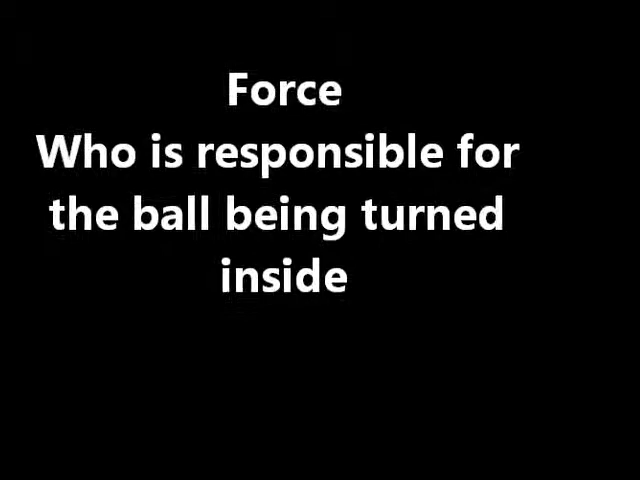 Force
Who is responsible for
the ball being turned
inside